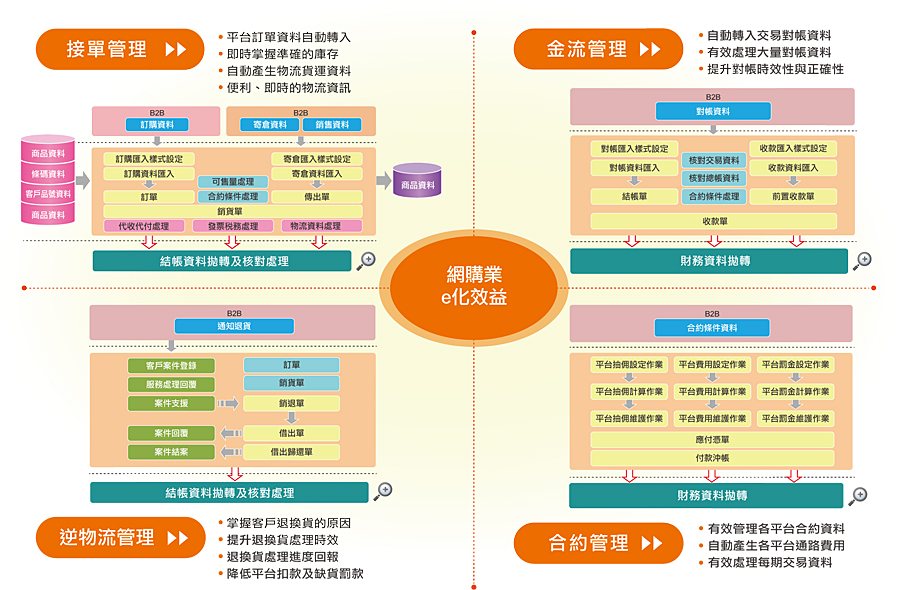 接單管理
• 平台訂單資料自動轉入
• 即時掌握準確的庫存
• 自動產生物流貨運資料
• 便利、即時的物流資訊
B2B
訂購資料
B2B
寄倉資料
銷售資料
商品資料
條碼資料
客戶品號資料
商品資料
訂購匯入樣式設定
訂購資料匯入
訂單
可售量處理
合約條件處理
寄倉匯入樣式設定
寄倉資料匯入
傳出單
銷貨單
代收代付處理
發票稅務處理
物流資料處理
商品資料
結帳資料拋轉及核對處理
金流管理
• 自動轉入交易對帳資料
• 有效處理大量對帳資料
• 提升對帳時效性與正確性
B2B
對帳資料
對帳匯入樣式設定
對帳資料匯入
結帳單
核對交易資料
核對總帳資料
合約條件處理
收款匯入樣式設定
收款資料匯入
前置收款單
收款單
財務資料拋轉
網購業
e化效益
B2B
通知退貨
客戶案件登錄
服務處理回覆
案件支援
案件回覆
案件結案
訂單
銷貨單
銷退單
借出單
借出歸還單
結帳資料拋轉及核對處理
逆物流管理
• 掌握客戶退換貨的原因
• 提升退換貨處理時效
• 退換貨處理進度回報
• 降低平台扣款及缺貨罰款
B2B
合約條件資料
平台抽佣設定作業
平台費用設定作業
平台罰金設定作業
平台抽佣計算作業
平台費用計算作業
平台罰金計算作業
平台抽佣維護作業
平台費用維護作業
平台罰金維護作業
應付憑單
付款沖帳
財務資料拋轉
合約管理
• 有效管理各平台合約資料
• 自動產生各平台通路費用
• 有效處理每期交易資料